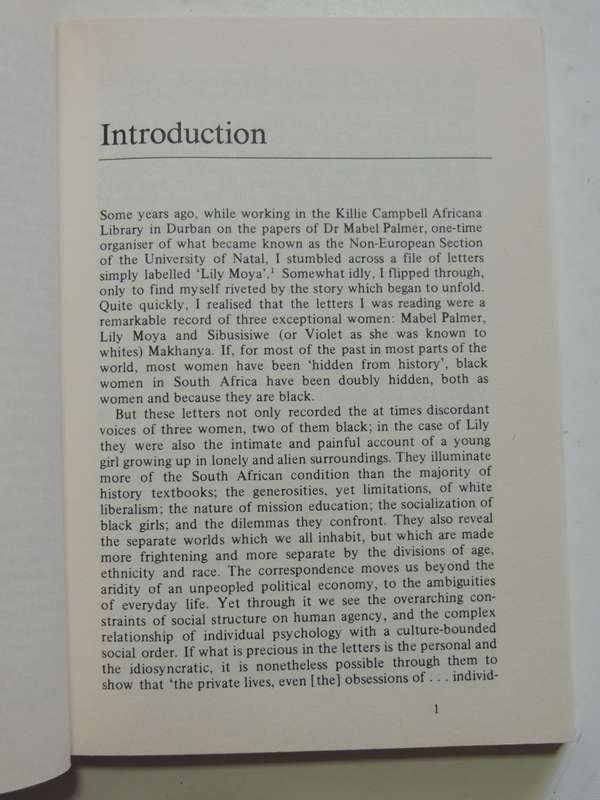 Introduction
Some years ago, while working in the Killie Campbell Africana
Library in Durban on the papers of Dr Mabel Palmer, one-time
organiser of what became known as the Non-European Section
of the University of Natal, I stumbled across a file of letters
simply labelled ‘Lily Moya’.¹ Somewhat idly, I flipped through,
only to find myself riveted by the story which began to unfold.
Quite quickly, I realised that the letters I was reading were a
remarkable record of three exceptional women: Mabel Palmer,
Lily Moya and Sibusisiwe (or Violet as she was known to
whites) Makhanya. If, for most of the past in most parts of the
world, most women have been ‘hidden from history’, black
women in South Africa have been doubly hidden, both as
women and because they are black.
But these letters not only recorded the at times discordant
voices of three women, two of them black; in the case of Lily
they were also the intimate and painful account of a young
girl growing up in lonely and alien surroundings. They illuminate
more of the South African condition than the majority of
history textbooks; the generosities, yet limitations, of white
liberalism; the nature of mission education; the socialization of
black girls; and the dilemmas they confront. They also reveal
the separate worlds which we all inhabit, but which are made
more frightening and more separate by the divisions of age,
ethnicity and race. The correspondence moves us beyond the
aridity of an unpeopled political economy, to the ambiguities
of everyday life. Yet through it we see the overarching con-
straints of social structure on human agency, and the complex
relationship of individual psychology with a culture-bounded
social order. If what is precious in the letters is the personal and
the idiosyncratic, it is nonetheless possible through them to
show that ‘the private lives, even [the] obsessions of . . . individ-
1